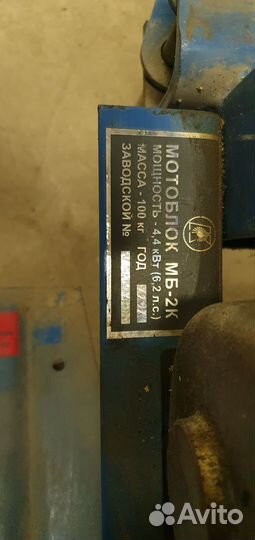 МОТОБЛОК МБ-2К
МОЩНОСТЬ - 4,4 кВт (6,2 л.с.)
МАССА - 100 кг ГОД
ЗАВОДСКОЙ №
Avito